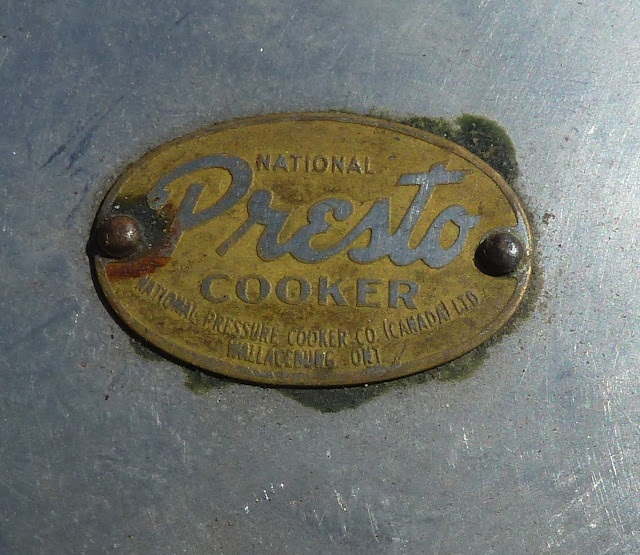 NATIONAL
Presto
COOKER
NATIONAL PRESSURE COOKER CO. (CANADA) LTD.
WALLACEBURG, ONT.